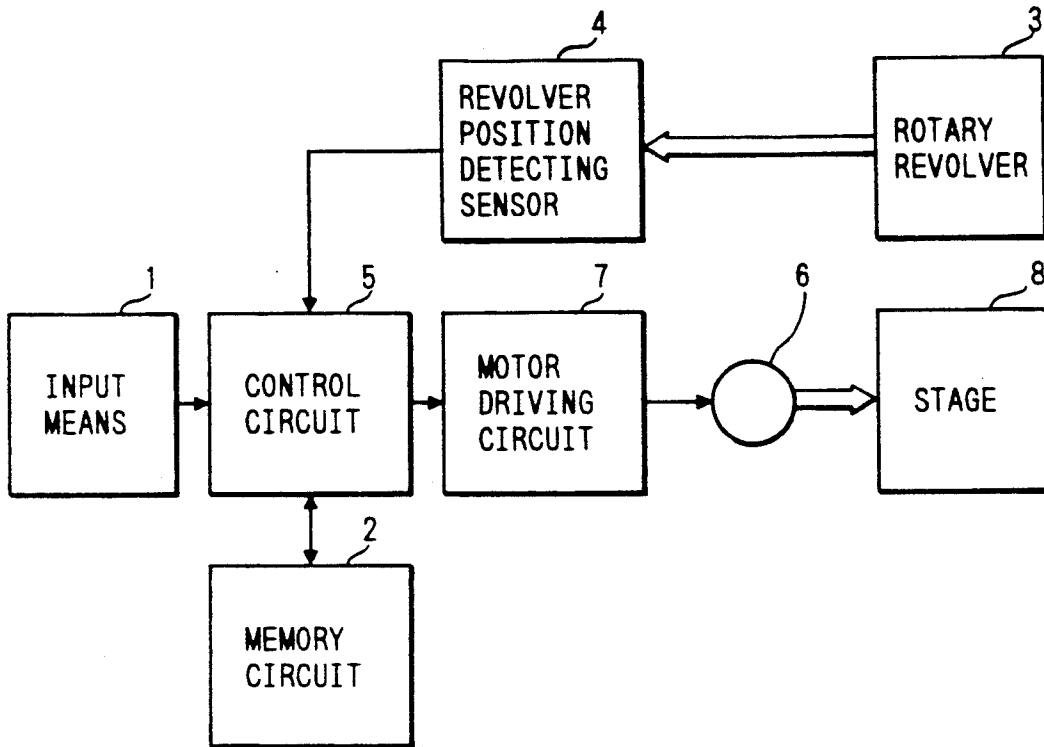 4
3
REVOLVER
POSITION
DETECTING
SENSOR
ROTARY
REVOLVER
1
5
7
6
8
INPUT
MEANS
CONTROL
CIRCUIT
MOTOR
DRIVING
CIRCUIT
STAGE
2
MEMORY
CIRCUIT